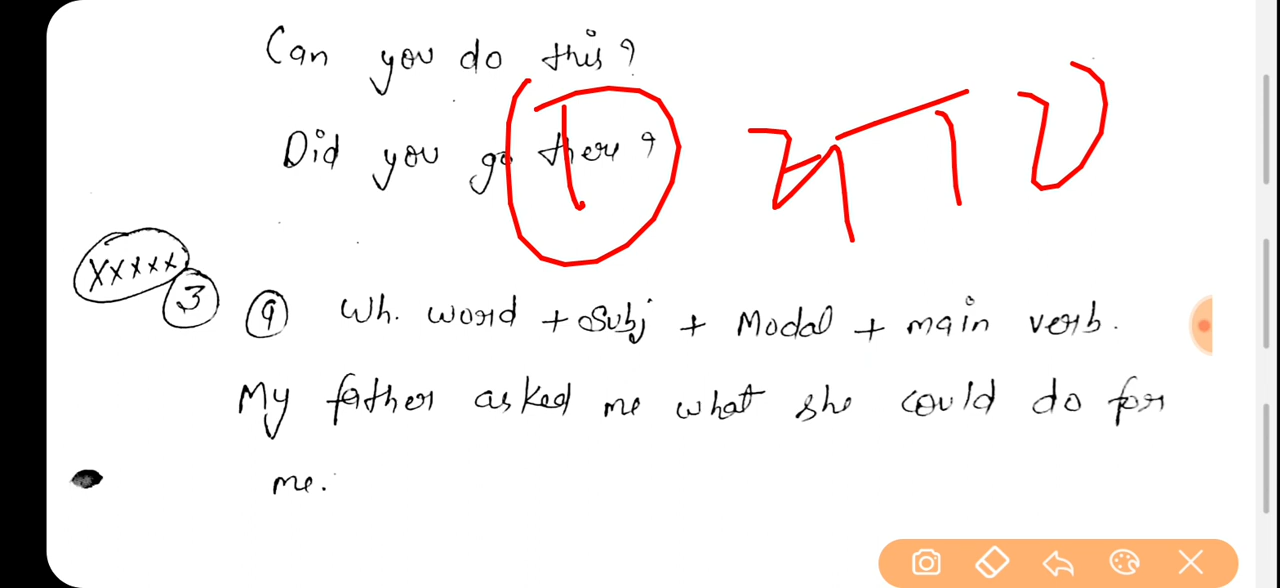 Can you do this?
Did you go there?
xxxxx
3 9 Wh. word + Subj + Modal + main verb.
My father asked me what she could do for
me.